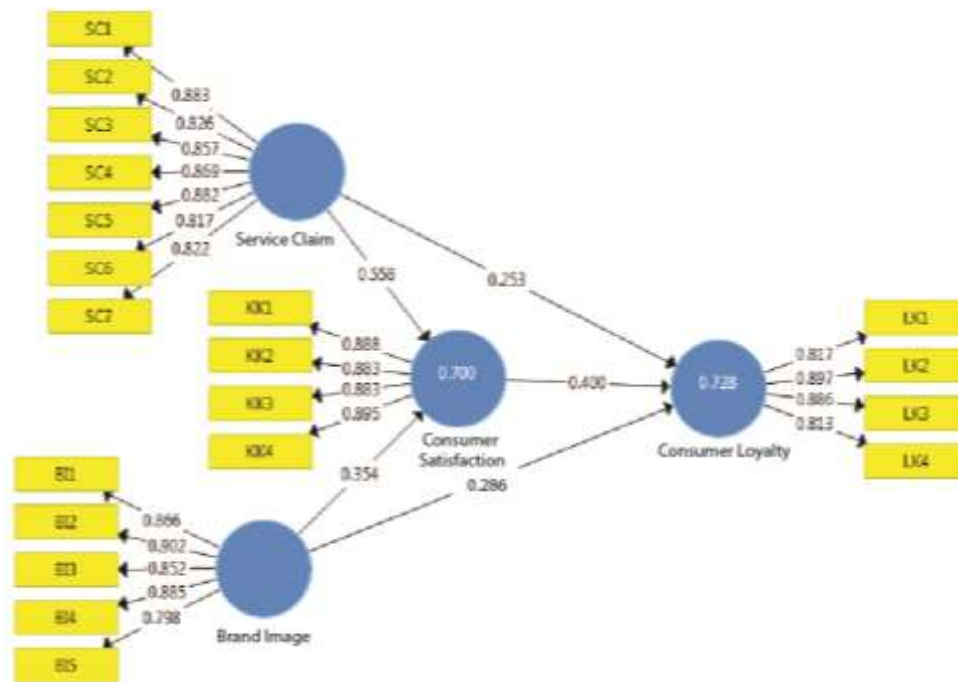 SC1
SC2
SC3
SC4
SC5
SC6
SC7
0.883
0.826
0.857
0.869
0.882
0.817
0.822
Service Claim
0.253
KK1
KK2
KK3
KK4
0.888
0.883
0.883
0.895
0.700
Consumer
Satisfaction
0.400
0.728
Consumer Loyalty
0.817
0.897
0.886
0.813
LK1
LK2
LK3
LK4
0.354
0.286
BI1
BI2
BI3
BI4
BI5
0.866
0.902
0.852
0.885
0.798
Brand Image